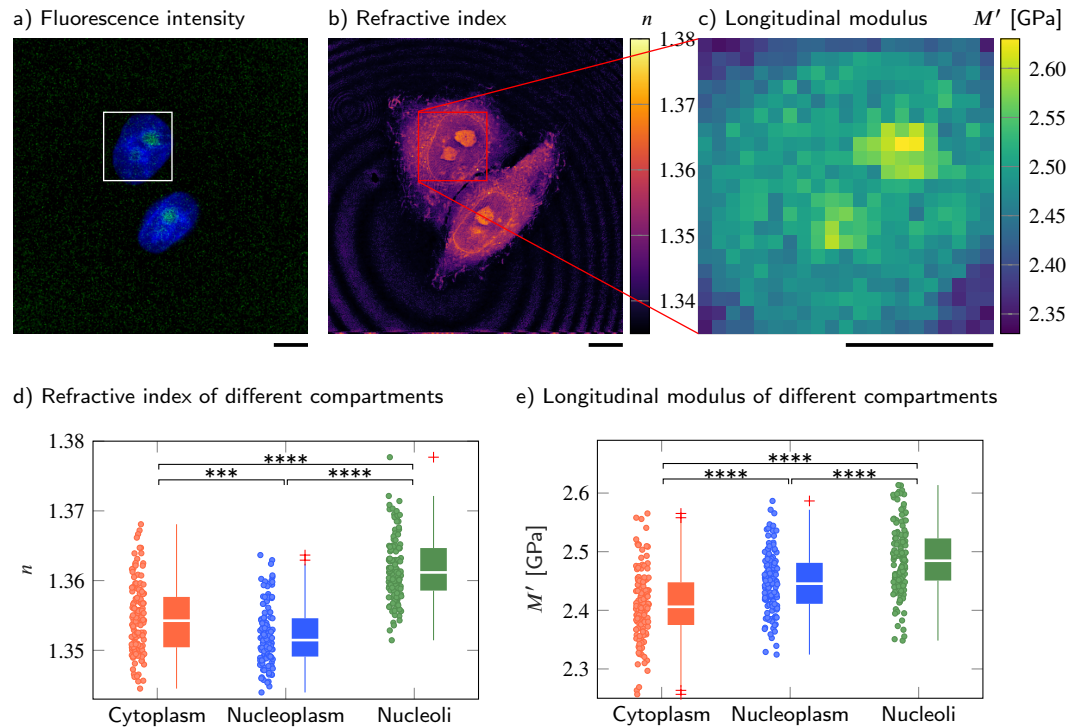 a) Fluorescence intensity
b) Refractive index
n
c) Longitudinal modulus
M′ [GPa]
1.38
1.37
1.36
1.35
1.34
2.60
2.55
2.50
2.45
2.40
2.35
d) Refractive index of different compartments
1.38
1.37
1.36
1.35
n
****
***
****
Cytoplasm
Nucleoplasm
Nucleoli
e) Longitudinal modulus of different compartments
2.6
2.5
2.4
2.3
M′ [GPa]
****
****
****
Cytoplasm
Nucleoplasm
Nucleoli